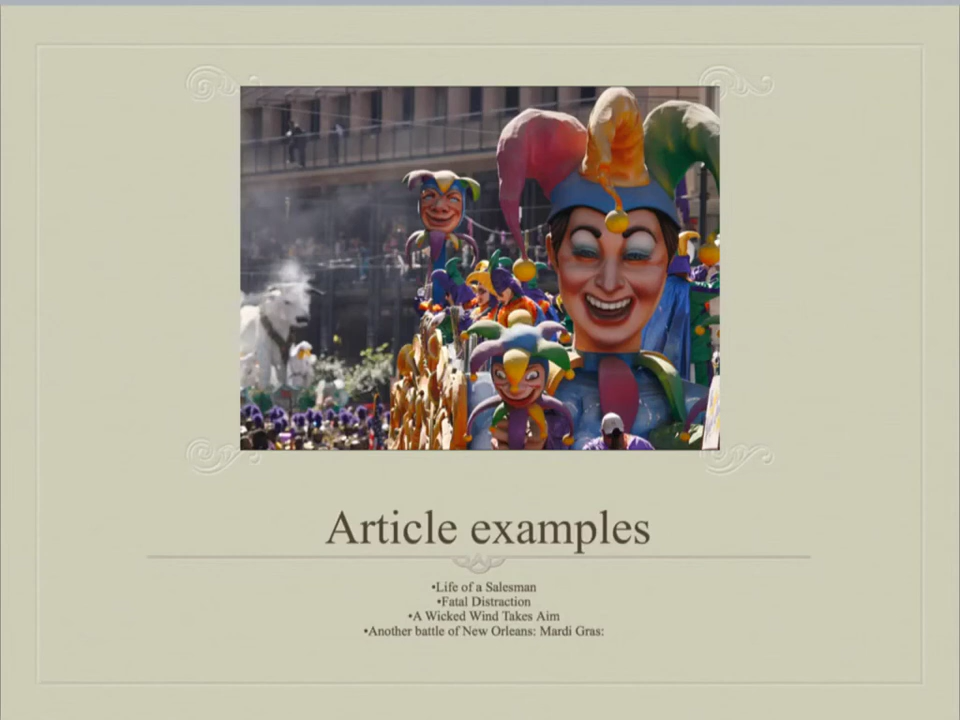 Article examples
•Life of a Salesman
•Fatal Distraction
•A Wicked Wind Takes Aim
•Another battle of New Orleans: Mardi Gras: